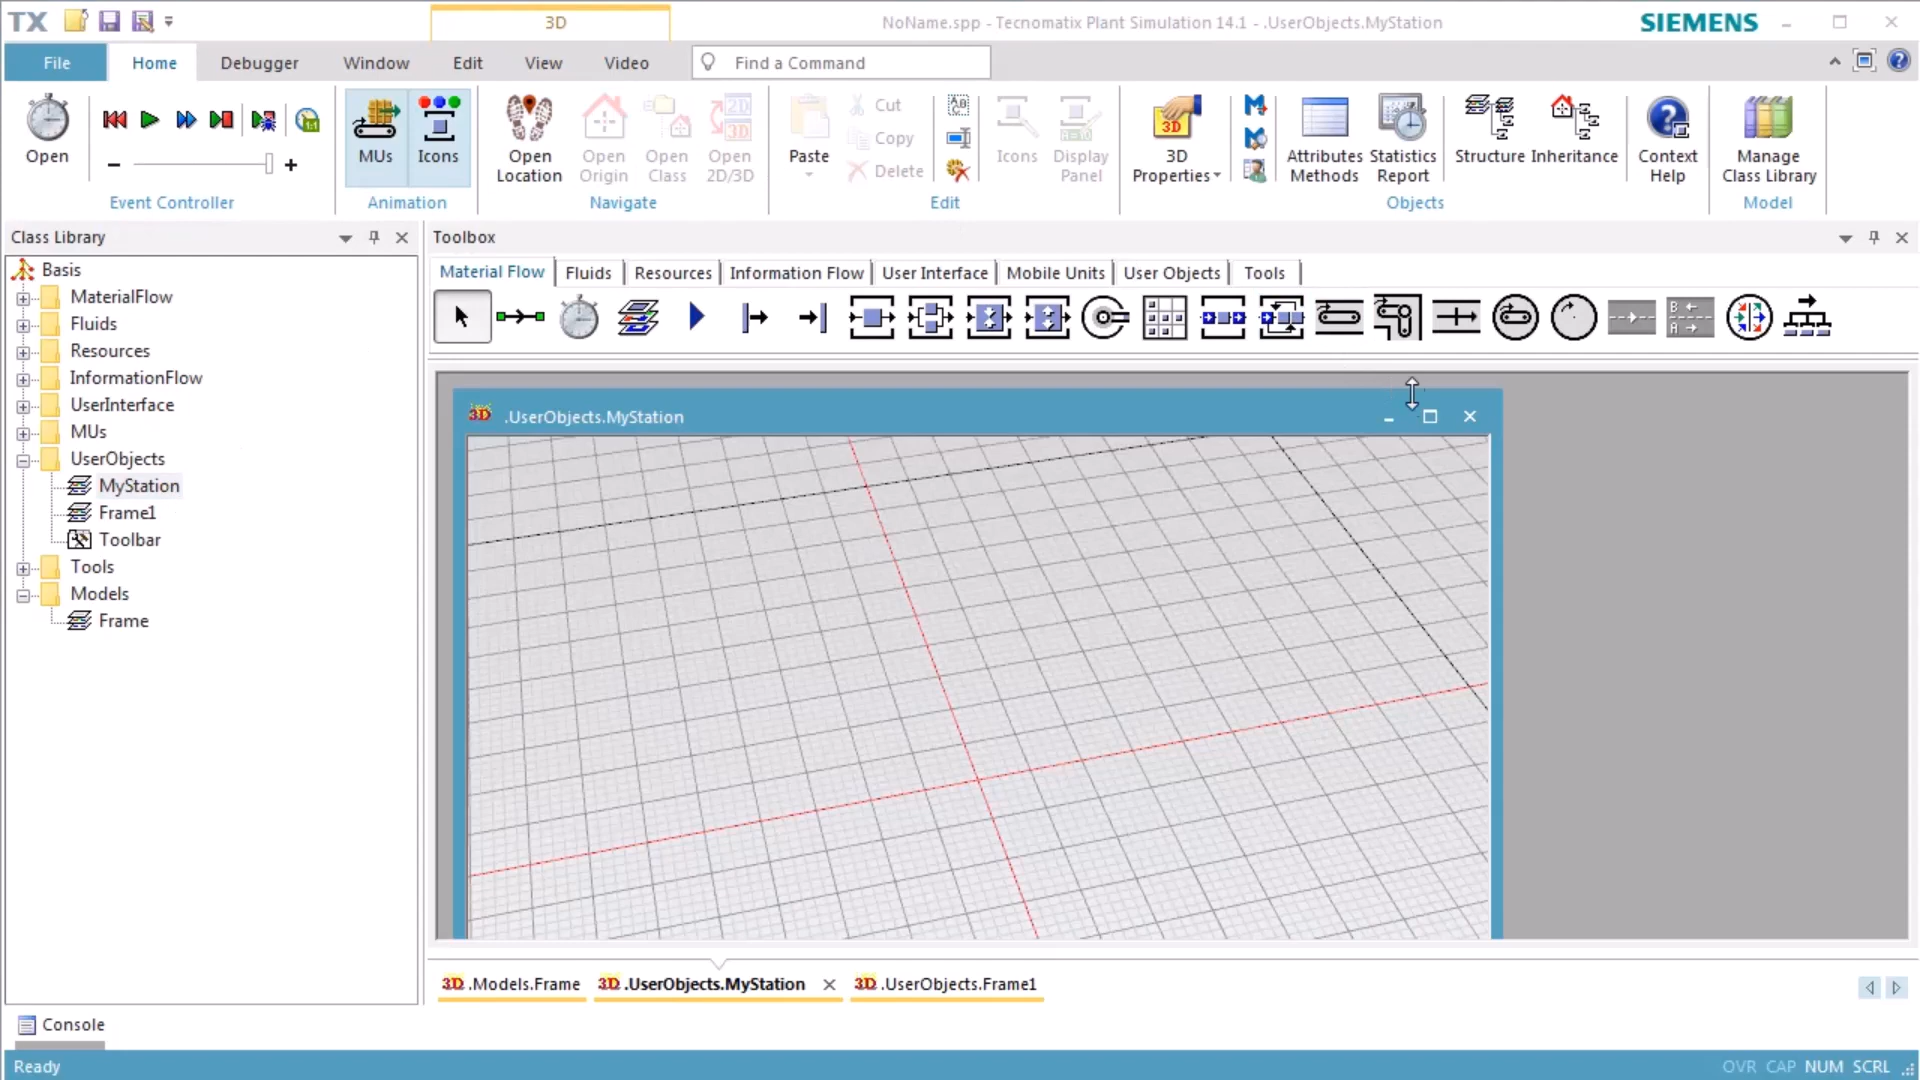 TX
3D
NoName.spp - Tecnomatix Plant Simulation 14.1 - .UserObjects.MyStation
SIEMENS
File
Home
Debugger
Window
Edit
View
Video
Find a Command
Open
Event Controller
MUs
Icons
Animation
Open Location
Open Origin
Open Class
Open 2D/3D
Navigate
Paste
Cut
Copy
Delete
Icons
Display Panel
Edit
3D Properties
Attributes Methods
Statistics Report
Structure
Inheritance
Context Help
Objects
Manage Class Library
Model
Class Library
Basis
MaterialFlow
Fluids
Resources
InformationFlow
UserInterface
MUs
UserObjects
MyStation
Frame1
Toolbar
Tools
Models
Frame
Toolbox
Material Flow
Fluids
Resources
Information Flow
User Interface
Mobile Units
User Objects
Tools
3D .UserObjects.MyStation
3D .Models.Frame
3D .UserObjects.MyStation
3D .UserObjects.Frame1
Console
Ready
OVR CAP NUM SCRL